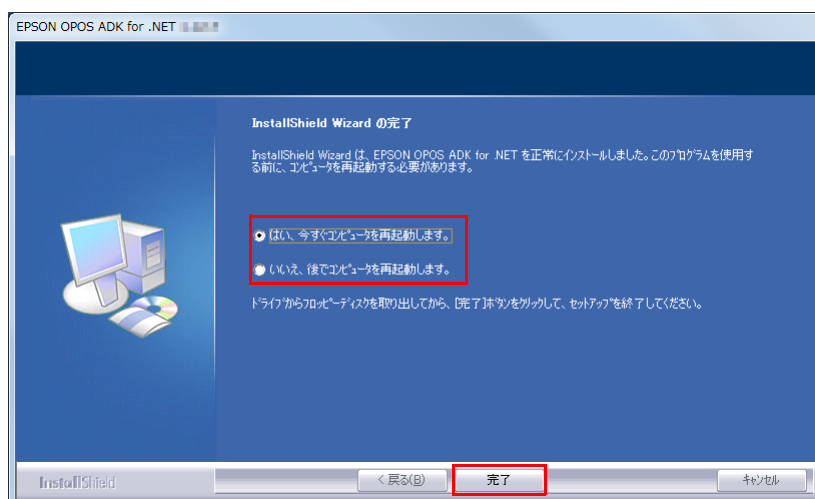 EPSON OPOS ADK for .NET
InstallShield Wizard の完了
InstallShield Wizard は、EPSON OPOS ADK for .NET を正常にインストールしました。このプログラムを使用す
る前に、コンピュータを再起動する必要があります。
はい、今すぐコンピュータを再起動します。
いいえ、後でコンピュータを再起動します。
ドライブからフロッピーディスクを取り出してから、[完了]ボタンをクリックして、セットアップを終了してください。
InstallShield
< 戻る(B)
完了
キャンセル